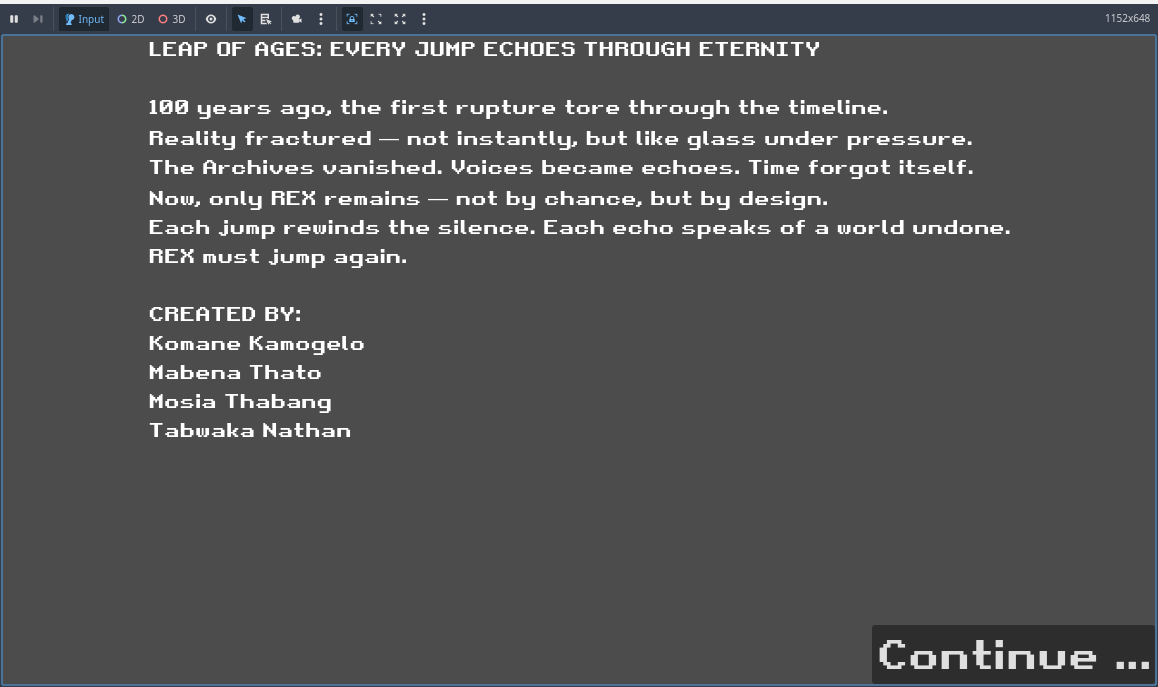 Input 2D 3D 1152x648
LEAP OF AGES: EVERY JUMP ECHOES THROUGH ETERNITY
100 years ago, the first rupture tore through the timeline.
Reality fractured — not instantly, but like glass under pressure.
The Archives vanished. Voices became echoes. Time forgot itself.
Now, only REX remains — not by chance, but by design.
Each jump rewinds the silence. Each echo speaks of a world undone.
REX must jump again.
CREATED BY:
Komane Kamogelo
Mabena Thato
Mosia Thabang
Tabwaka Nathan
Continue ...